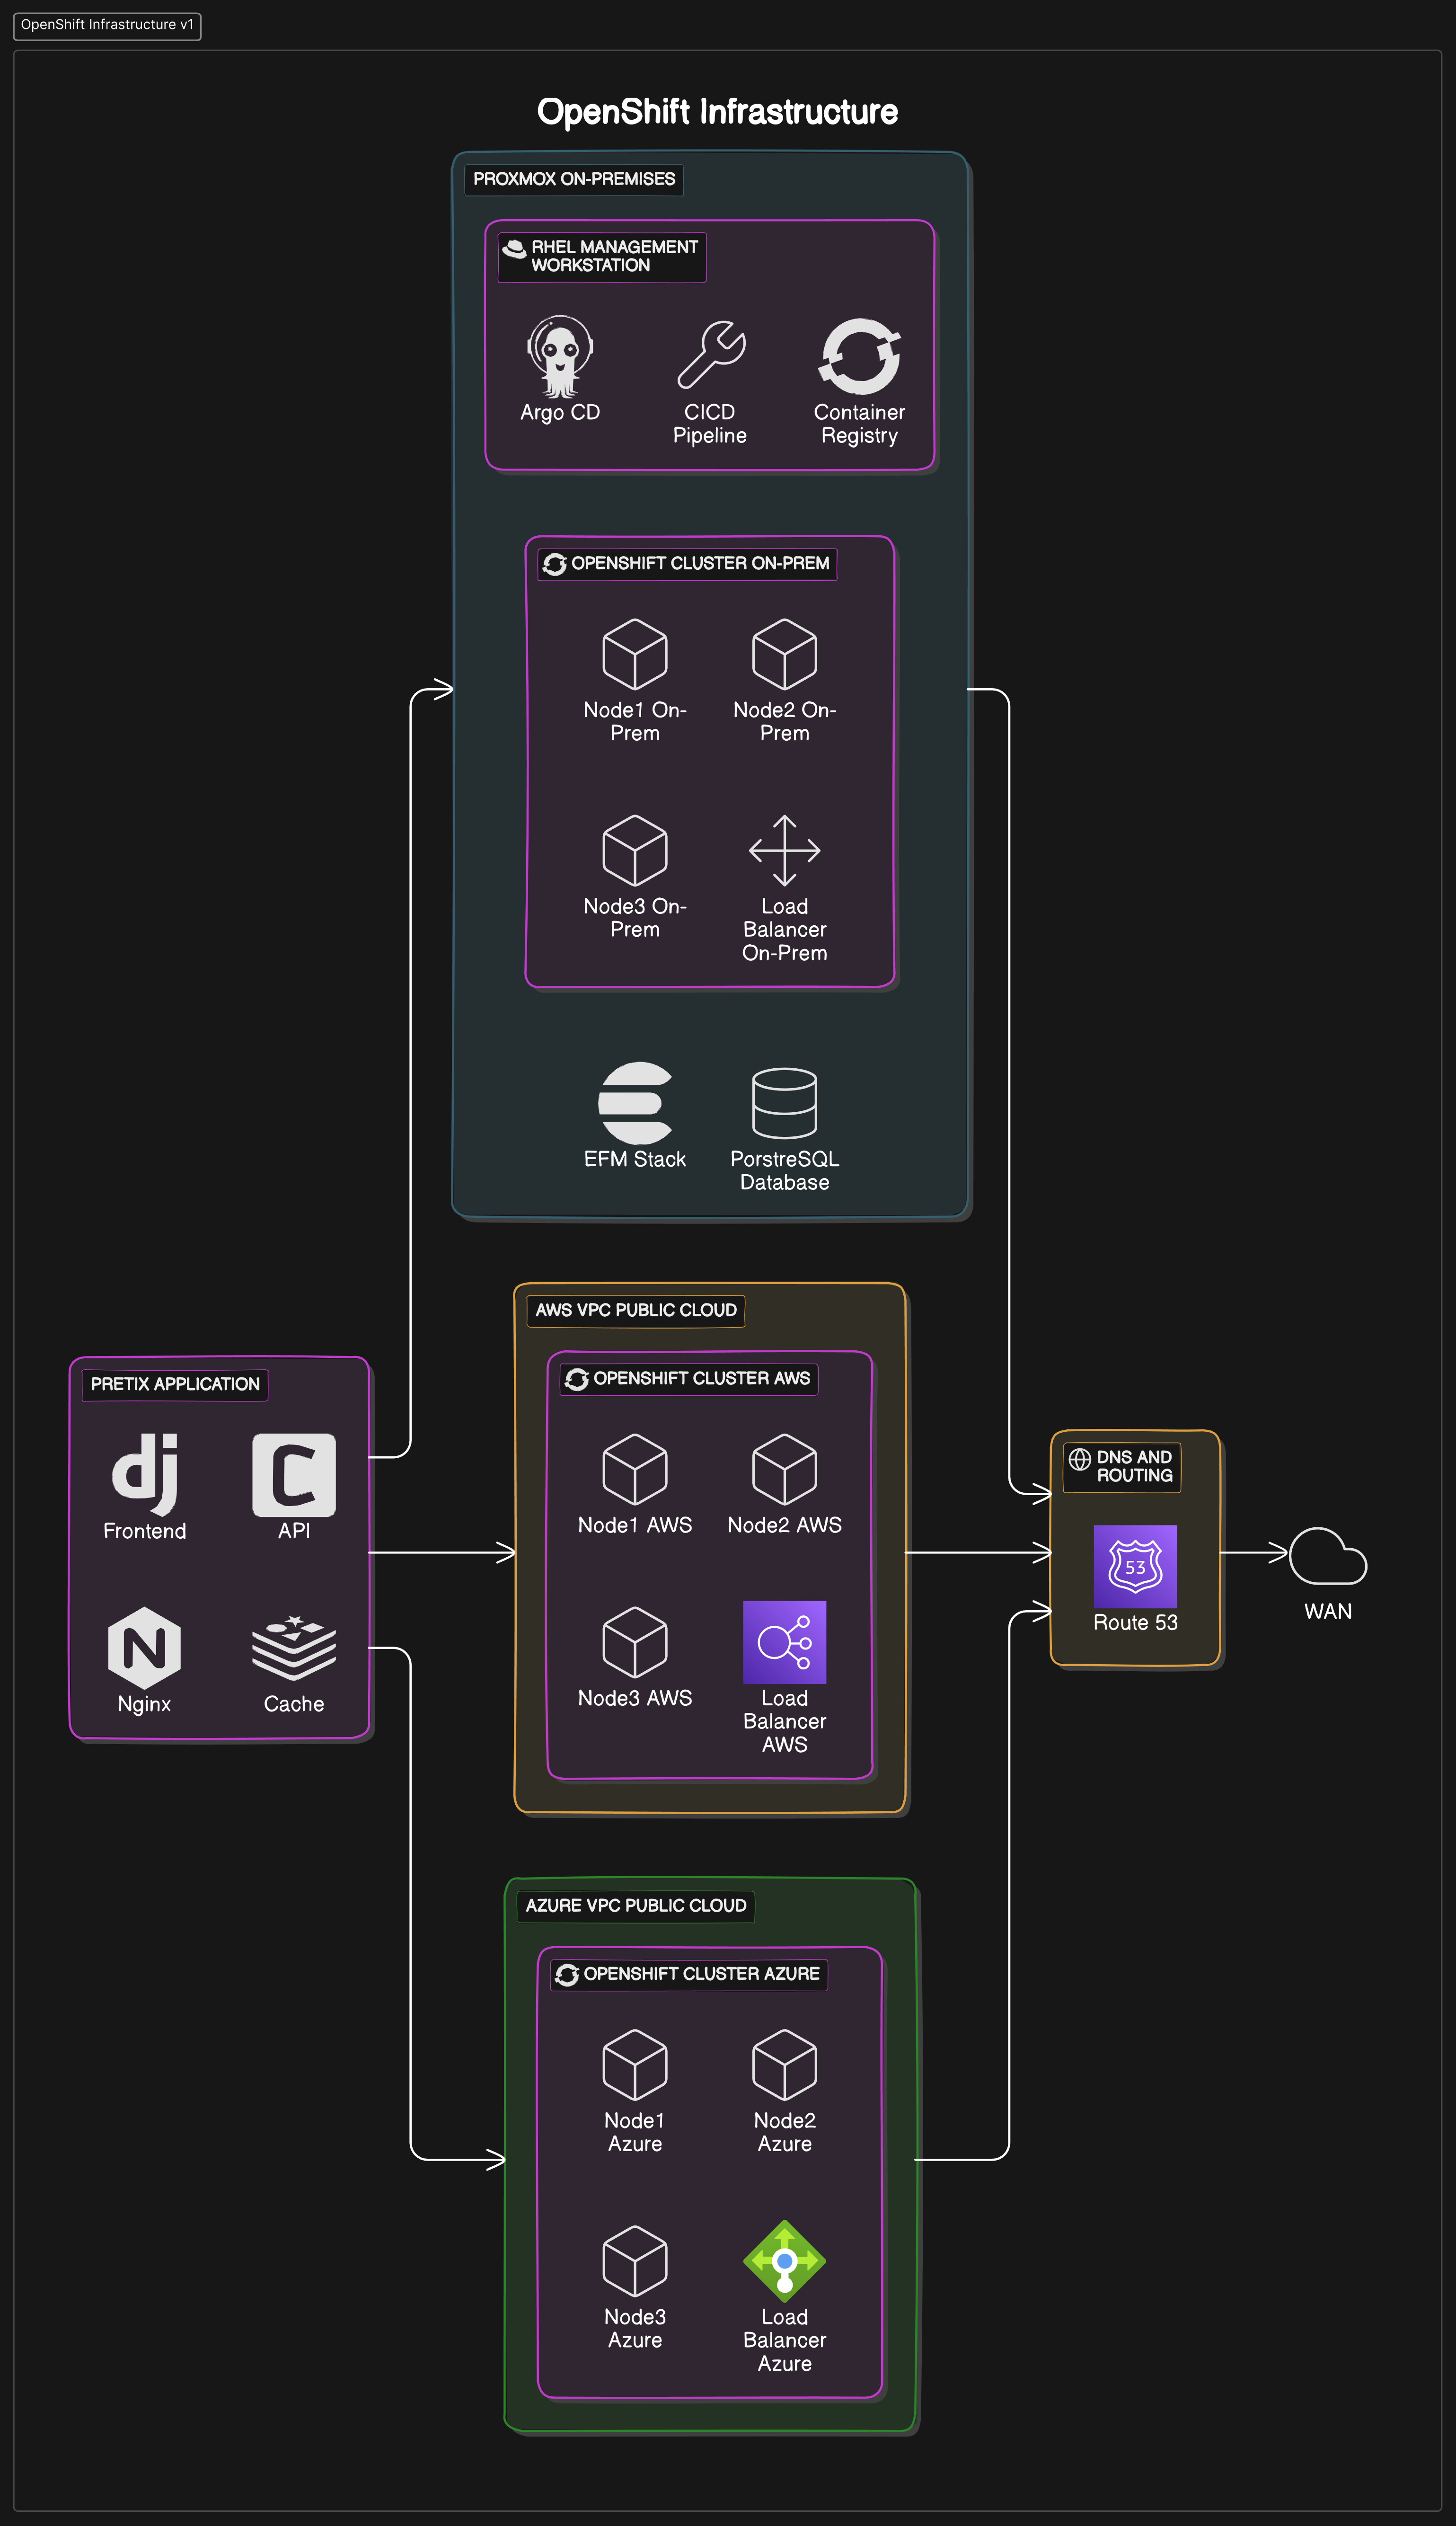 OpenShift Infrastructure v1
OpenShift Infrastructure
PROXMOX ON-PREMISES
RHEL MANAGEMENT
WORKSTATION
Argo CD
CICD
Pipeline
Container
Registry
OPENSHIFT CLUSTER ON-PREM
Node1 On-
Prem
Node2 On-
Prem
Node3 On-
Prem
Load
Balancer
On-Prem
EFM Stack
PorstreSQL
Database
PRETIX APPLICATION
dj
Frontend
C
API
N
Nginx
Cache
AWS VPC PUBLIC CLOUD
OPENSHIFT CLUSTER AWS
Node1 AWS
Node2 AWS
Node3 AWS
Load
Balancer
AWS
DNS AND
ROUTING
53
Route 53
WAN
AZURE VPC PUBLIC CLOUD
OPENSHIFT CLUSTER AZURE
Node1
Azure
Node2
Azure
Node3
Azure
Load
Balancer
Azure